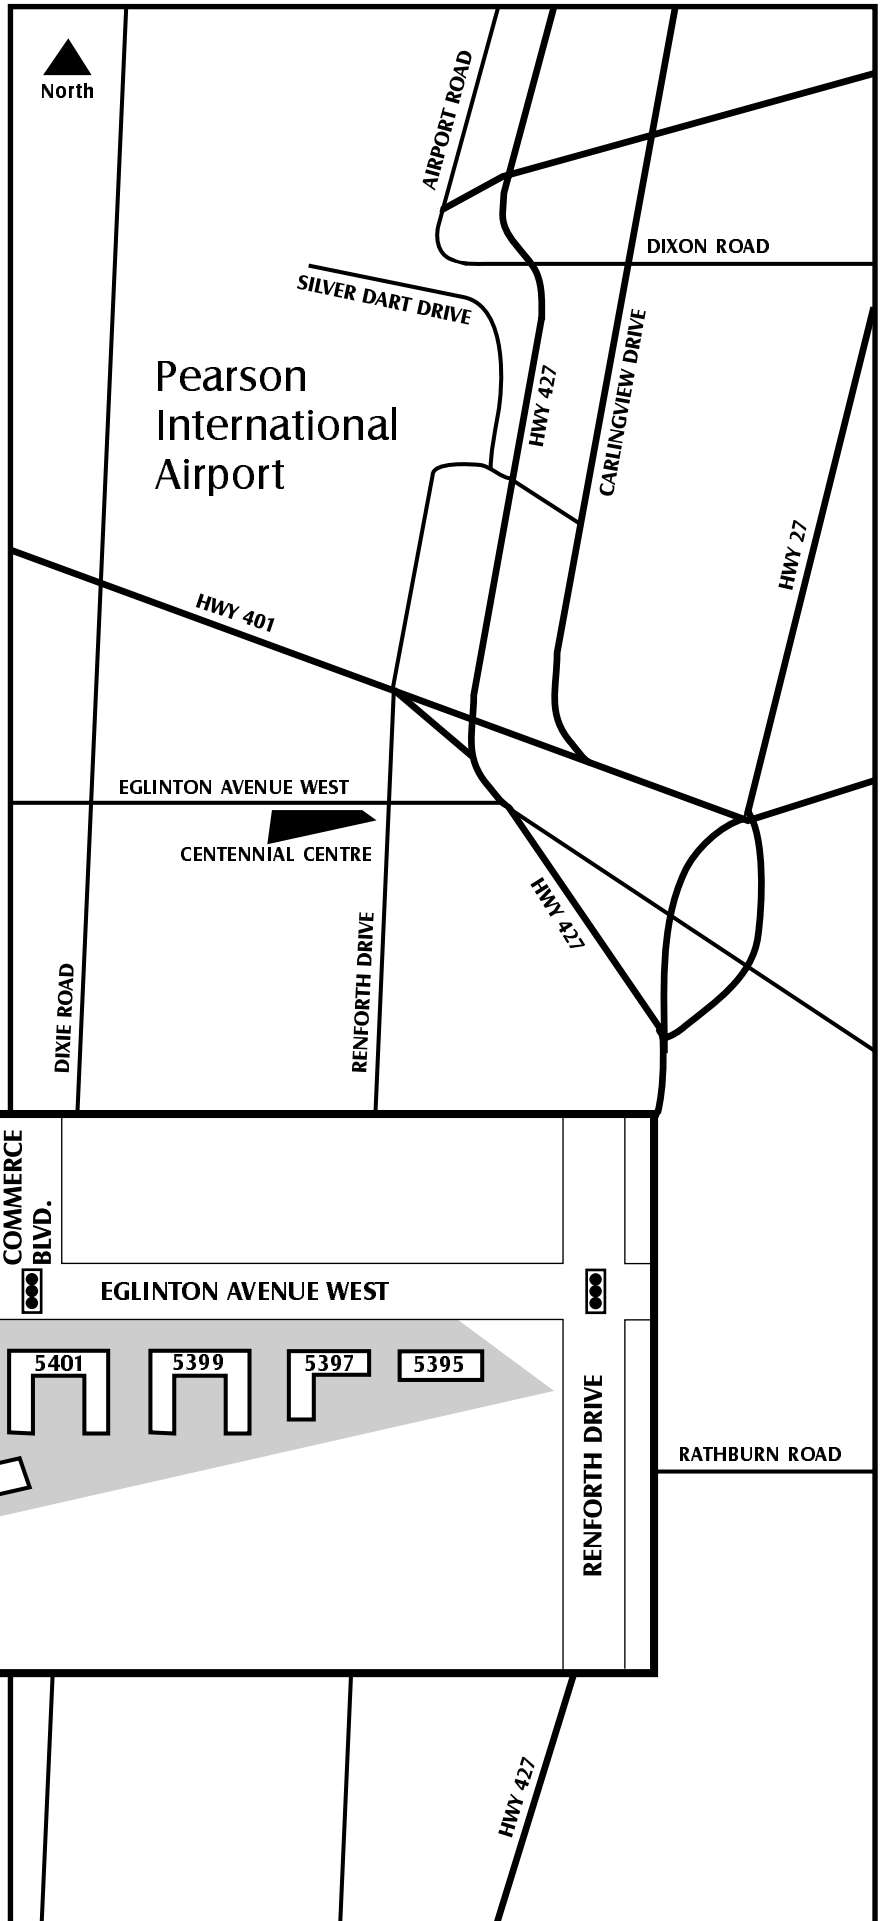 North
AIRPORT ROAD
DIXON ROAD
SILVER DART DRIVE
Pearson
International
Airport
HWY 427
CARLINGVIEW DRIVE
HWY 27
HWY 401
EGLINTON AVENUE WEST
CENTENNIAL CENTRE
HWY 427
DIXIE ROAD
RENFORTH DRIVE
COMMERCE
BLVD.
EGLINTON AVENUE WEST
5401
5399
5397
5395
RENFORTH DRIVE
RATHBURN ROAD
HWY 427